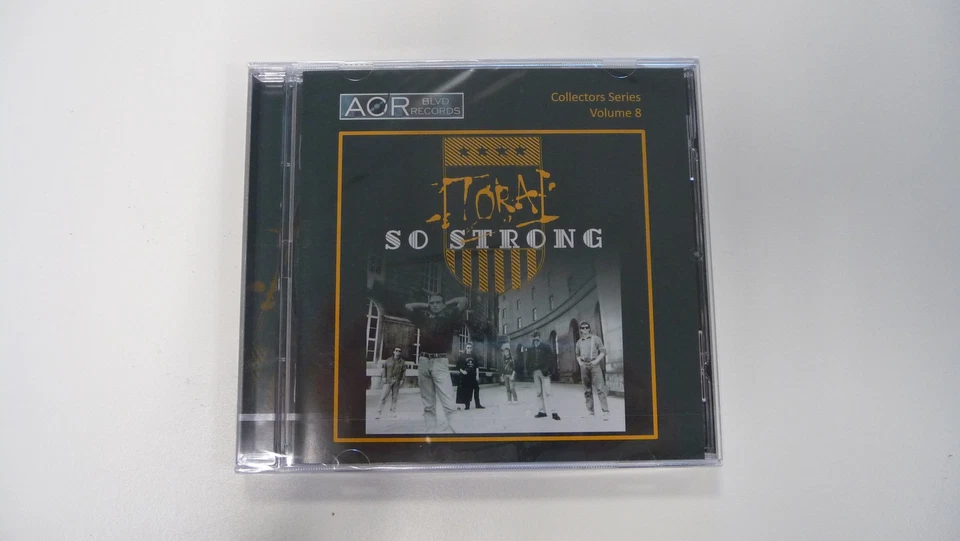 AOR BLVD RECORDS
Collectors Series
Volume 8
TORA
SO STRONG